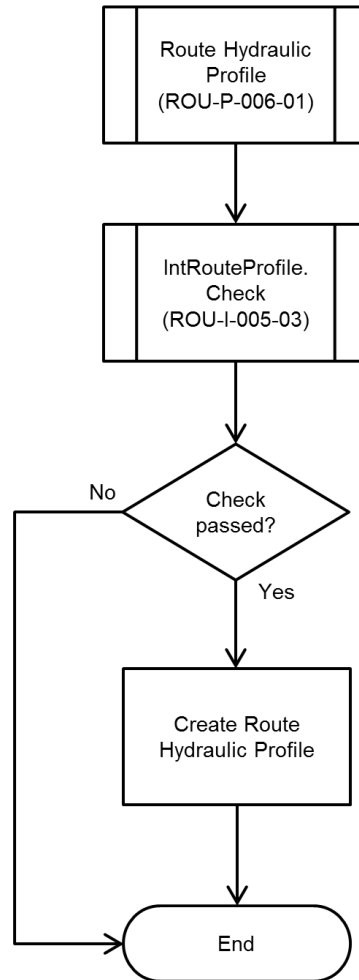 Route Hydraulic
Profile
(ROU-P-006-01)
IntRouteProfile.
Check
(ROU-I-005-03)
No
Check
passed?
Yes
Create Route
Hydraulic Profile
End